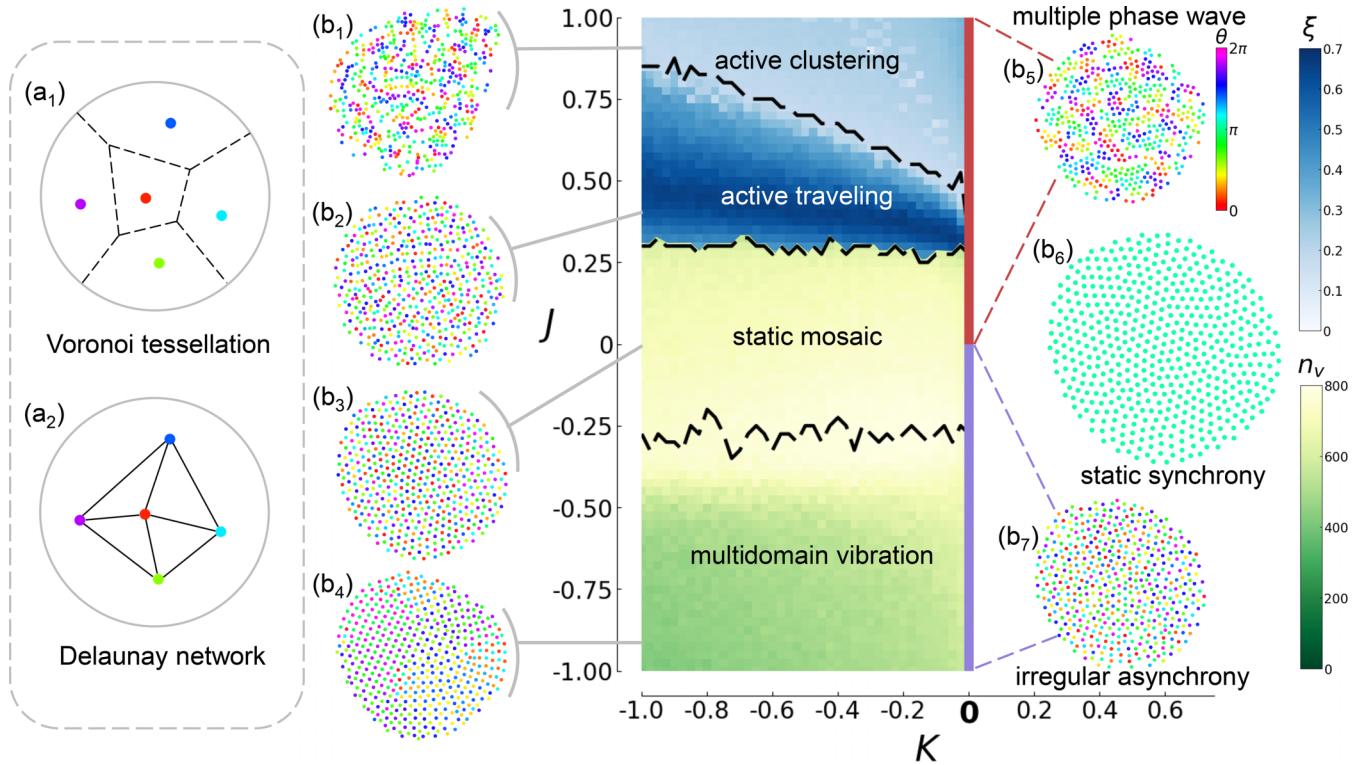 (a1)
Voronoi tessellation
(a2)
Delaunay network
(b1)
(b2)
(b3)
(b4)
J
1.00
0.75
0.50
0.25
0
-0.25
-0.50
-0.75
-1.00
active clustering
active traveling
static mosaic
multidomain vibration
-1.0
-0.8
-0.6
-0.4
-0.2
0
0.2
0.4
0.6
K
multiple phase wave
(b5)
θ
2π
π
0
(b6)
static synchrony
(b7)
irregular asynchrony
ξ
0.7
0.6
0.5
0.4
0.3
0.2
0.1
0
nv
800
600
400
200
0